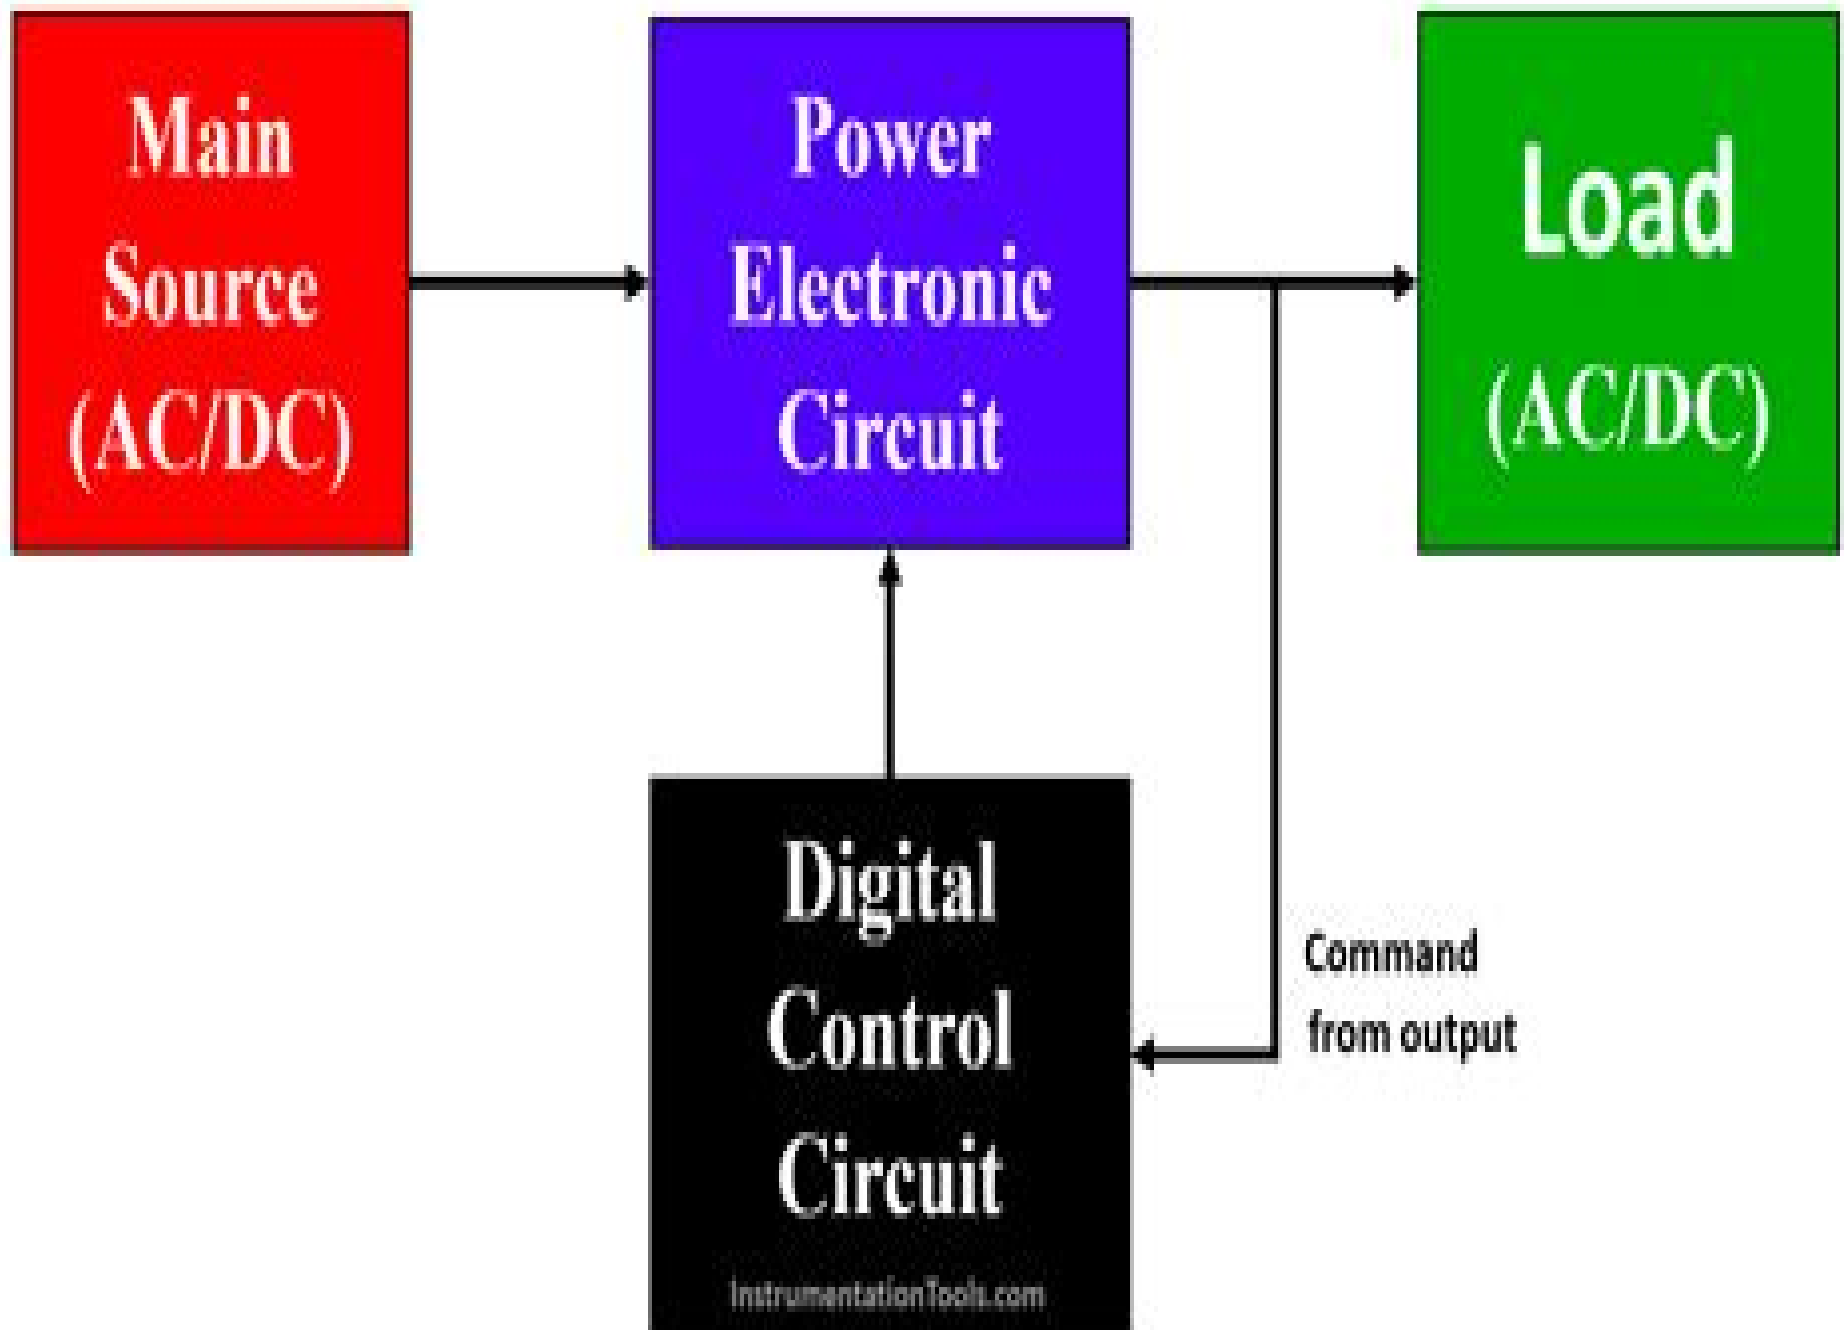 Main
Source
(AC/DC)
Power
Electronic
Circuit
Load
(AC/DC)
Digital
Control
Circuit
InstrumentationTools.com
Command
from output